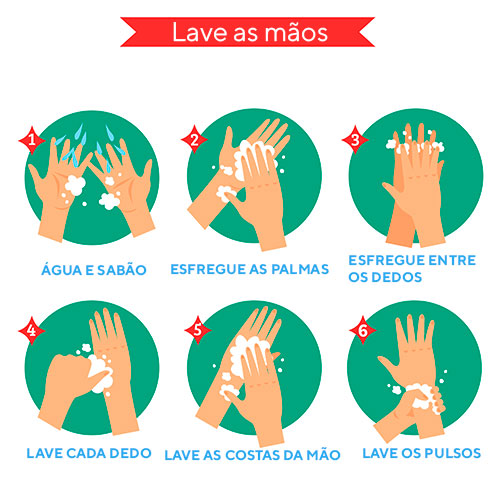 Lave as mãos
1
ÁGUA E SABÃO
2
ESFREGUE AS PALMAS
3
ESFREGUE ENTRE
OS DEDOS
4
LAVE CADA DEDO
5
LAVE AS COSTAS DA MÃO
6
LAVE OS PULSOS